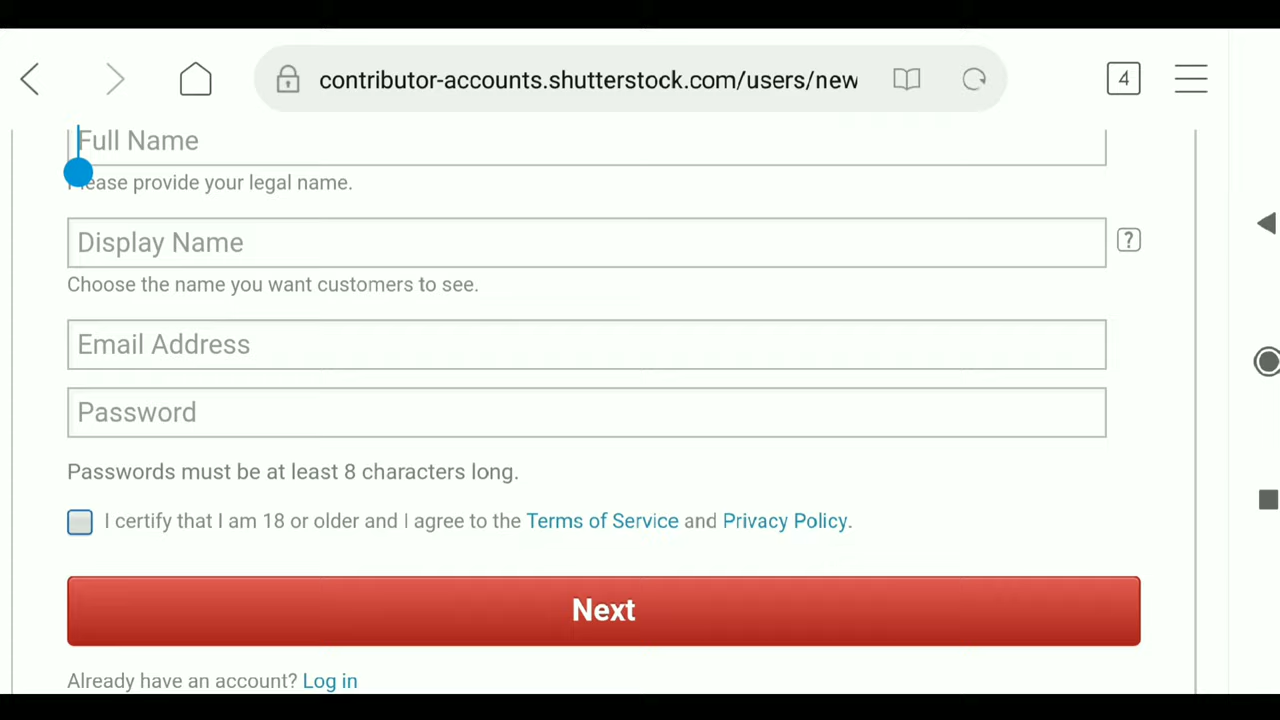 contributor-accounts.shutterstock.com/users/new
4
Full Name
Please provide your legal name.
Display Name
?
Choose the name you want customers to see.
Email Address
Password
Passwords must be at least 8 characters long.
I certify that I am 18 or older and I agree to the Terms of Service and Privacy Policy.
Next
Already have an account? Log in